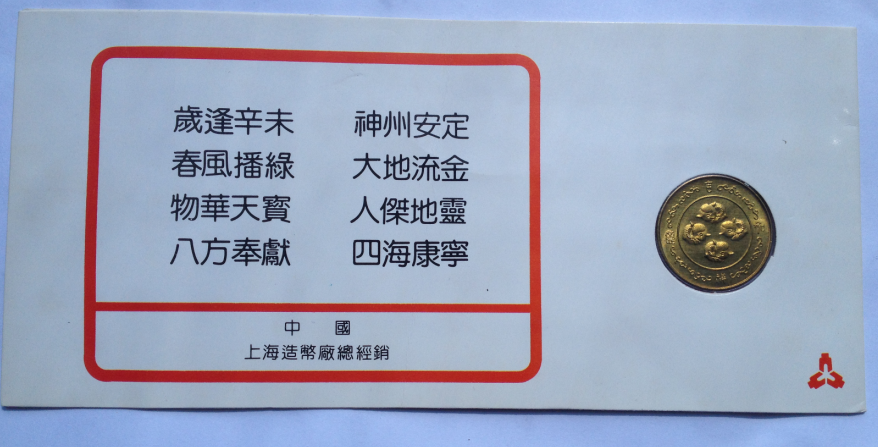 歲逢辛未　神州安定
春風播綠　大地流金
物華天寶　人傑地靈
八方奉獻　四海康寧
中　國
上海造幣廠總經銷